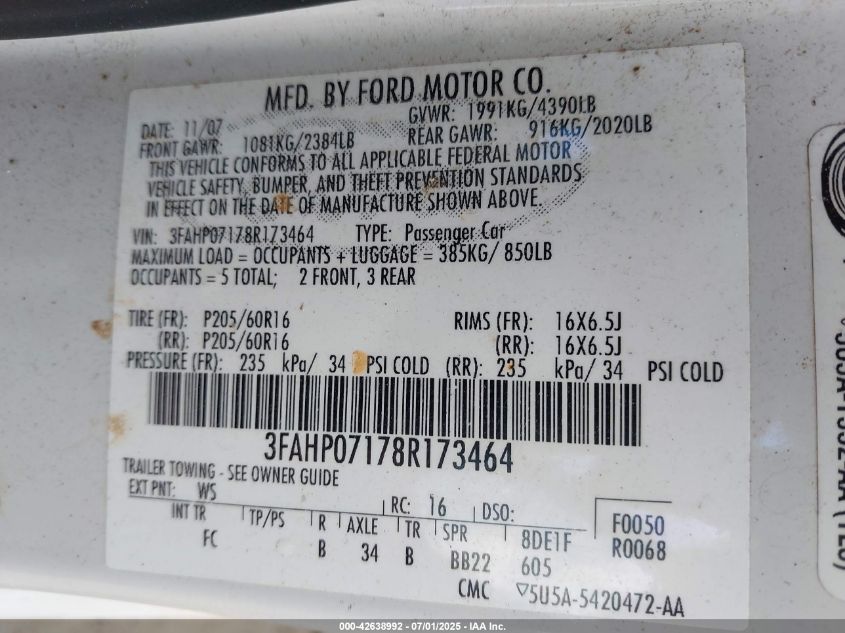 MFD. BY FORD MOTOR CO.
DATE: 11/07 GVWR: 1991KG/4390LB
FRONT GAWR: 1081KG/2384LB REAR GAWR: 916KG/2020LB
THIS VEHICLE CONFORMS TO ALL APPLICABLE FEDERAL MOTOR
VEHICLE SAFETY, BUMPER, AND THEFT PREVENTION STANDARDS
IN EFFECT ON THE DATE OF MANUFACTURE SHOWN ABOVE.
VIN: 3FAHP07178R173464 TYPE: Passenger Car
MAXIMUM LOAD = OCCUPANTS + LUGGAGE = 385KG/ 850LB
OCCUPANTS = 5 TOTAL; 2 FRONT, 3 REAR
TIRE (FR): P205/60R16 RIMS (FR): 16X6.5J
(RR): P205/60R16 (RR): 16X6.5J
PRESSURE (FR): 235 kPa/ 34 PSI COLD (RR): 235 kPa/ 34 PSI COLD
3FAHP07178R173464
TRAILER TOWING - SEE OWNER GUIDE
EXT PNT: WS RC: 16 DSO: F0050
INT TR TP/PS R AXLE TR SPR 8DE1F R0068
FC B 34 B BB22 605
CMC ▽5U5A-5420472-AA
000-42638992 - 07/01/2025 - IAA Inc.